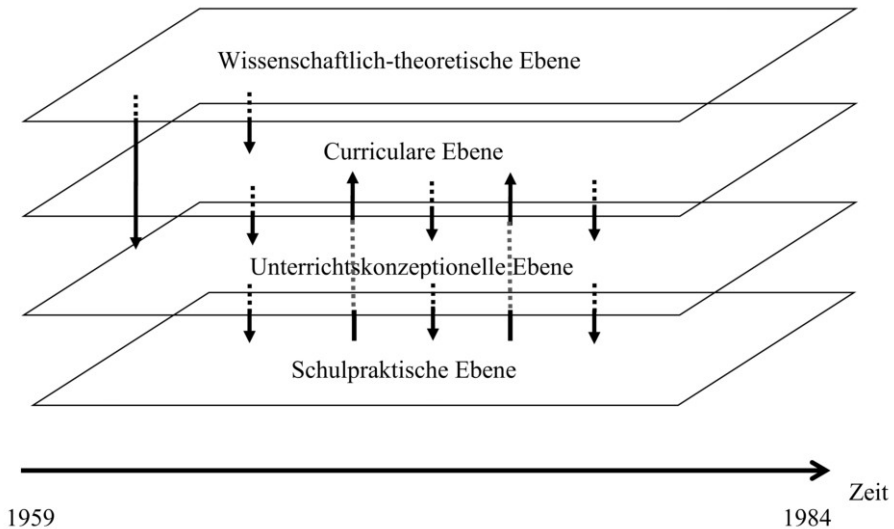 Wissenschaftlich-theoretische Ebene
Curriculare Ebene
Unterrichtskonzeptionelle Ebene
Schulpraktische Ebene
Zeit
1959
1984